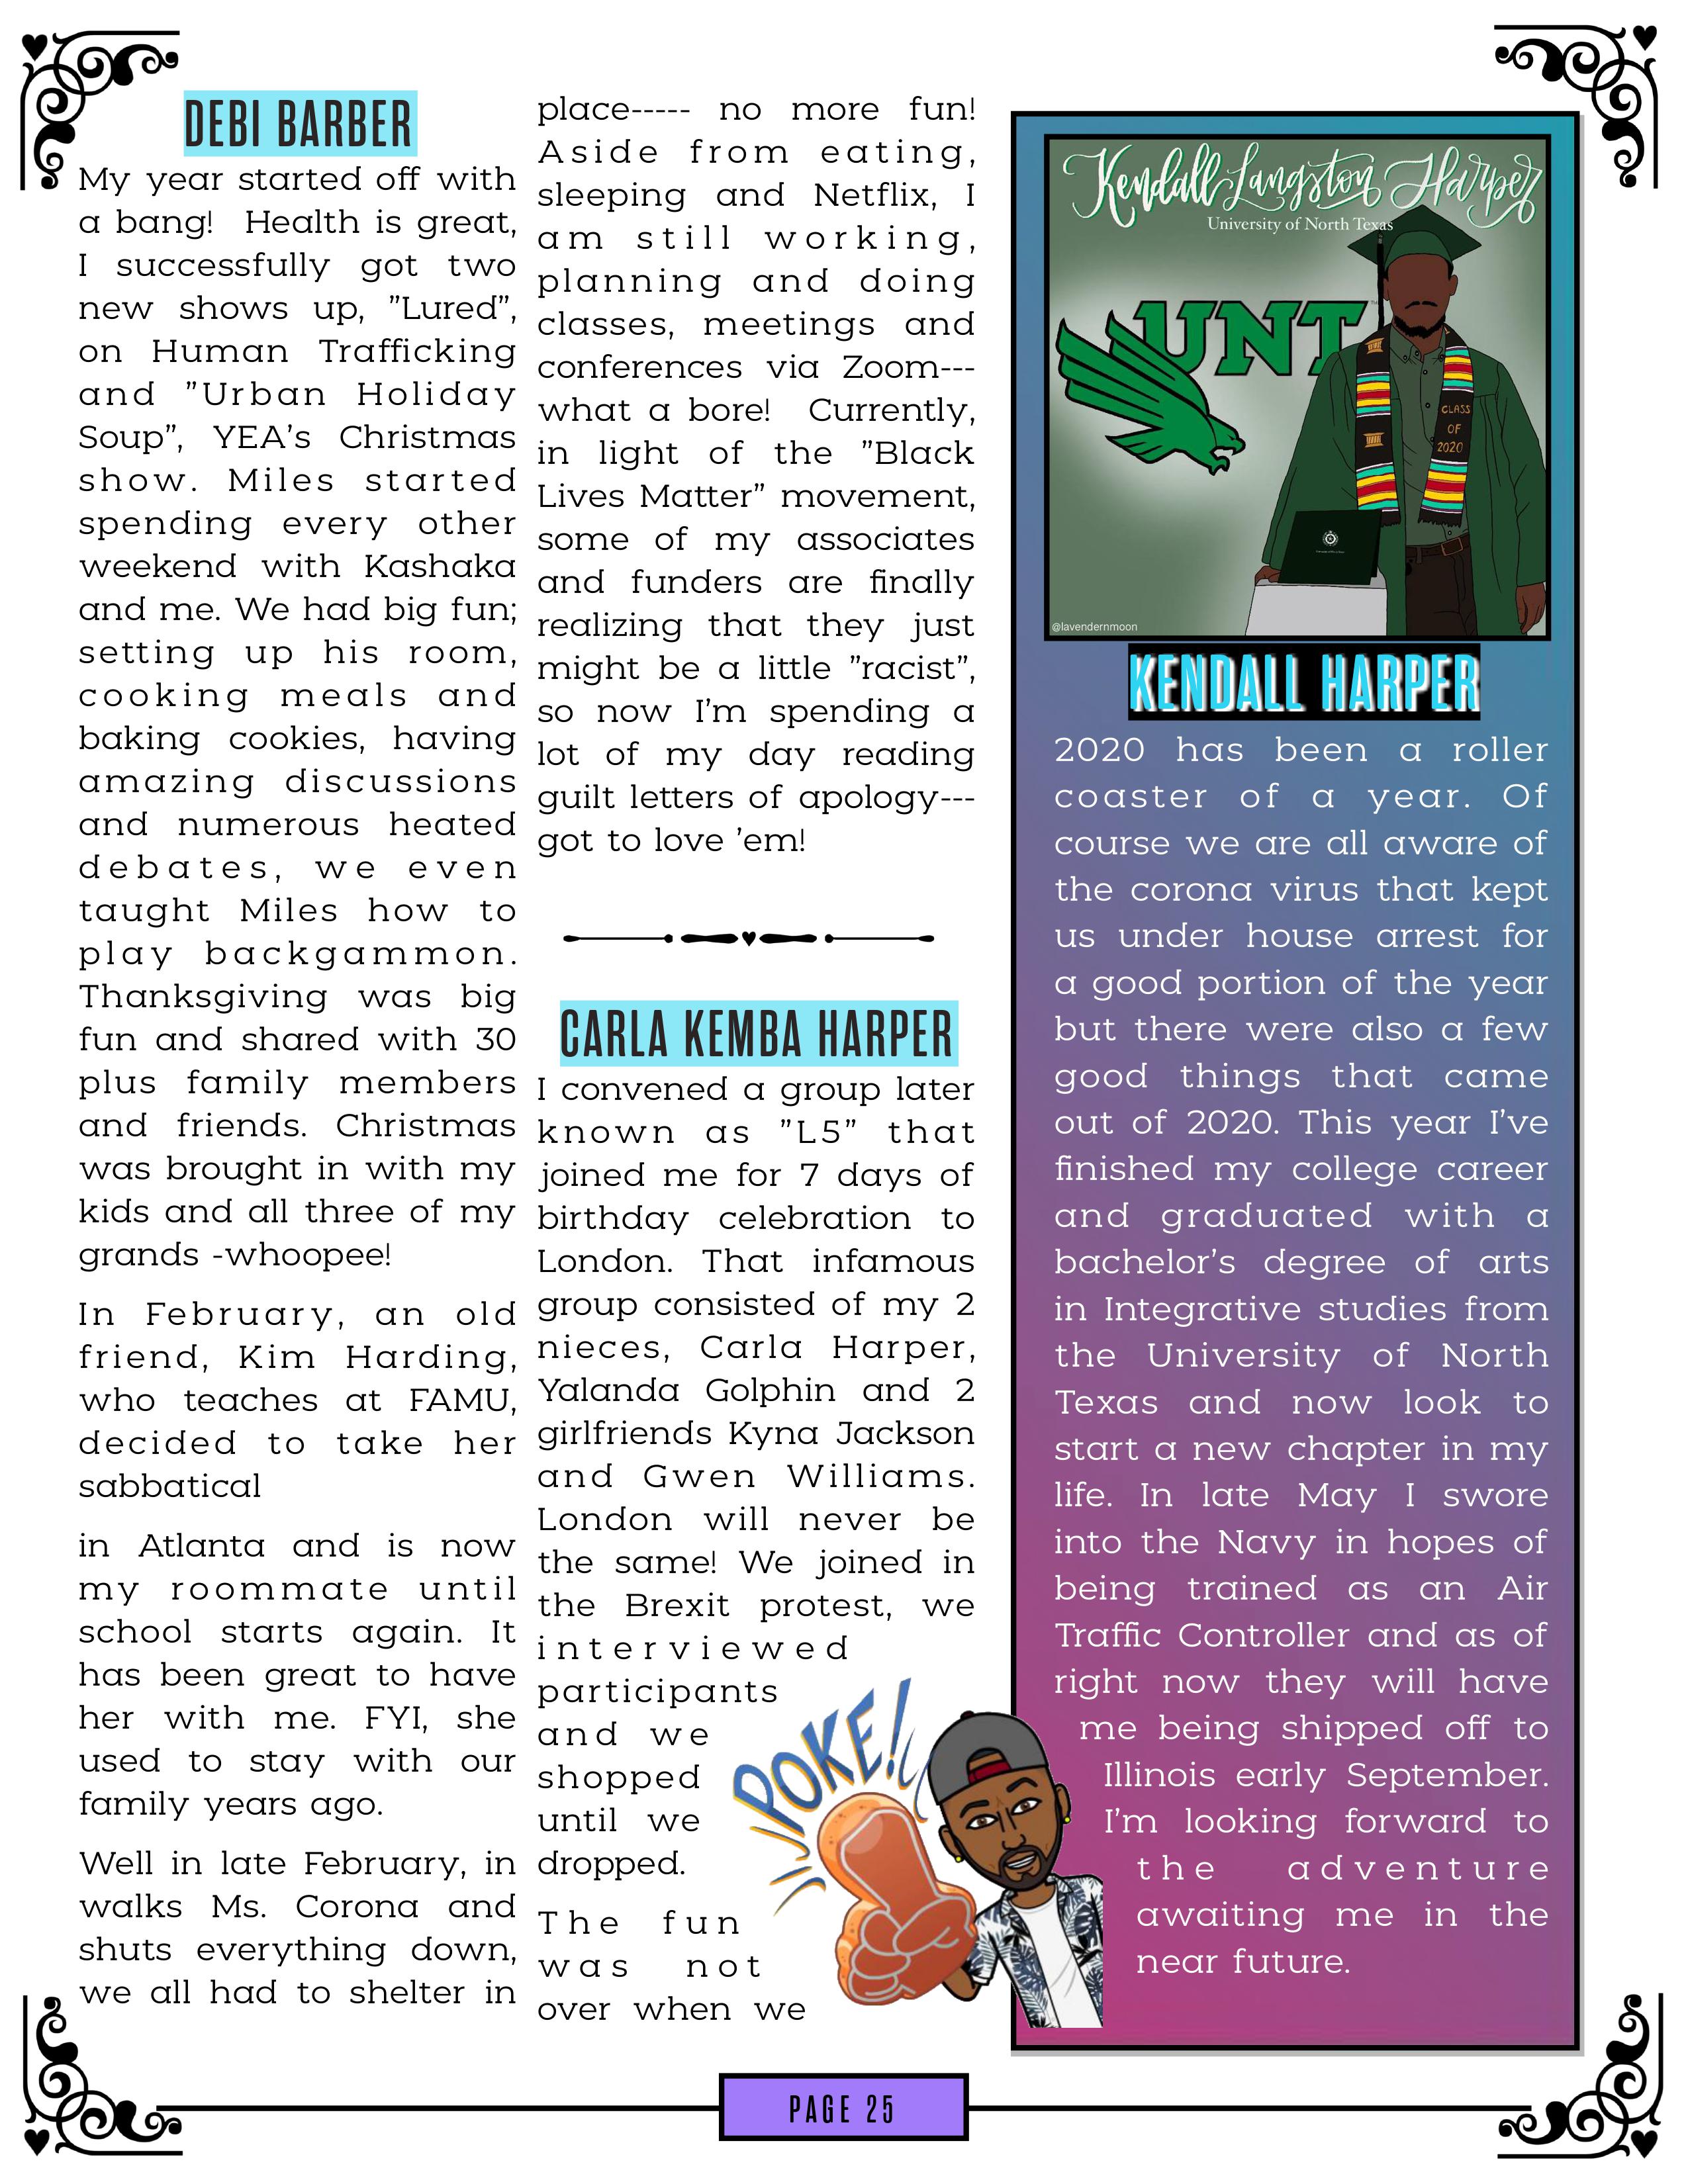 DEBI BARBER
My year started off with
a bang!  Health is great,
I successfully got two
new shows up, "Lured",
on Human Trafficking
and "Urban Holiday
Soup", YEA's Christmas
show. Miles started
spending every other
weekend with Kashaka
and me. We had big fun;
setting up his room,
cooking meals and
baking cookies, having
amazing discussions
and numerous heated
debates, we even
taught Miles how to
play backgammon.
Thanksgiving was big
fun and shared with 30
plus family members
and friends. Christmas
was brought in with my
kids and all three of my
grands -whoopee!
In February, an old
friend, Kim Harding,
who teaches at FAMU,
decided to take her
sabbatical
in Atlanta and is now
my roommate until
school starts again. It
has been great to have
her with me. FYI, she
used to stay with our
family years ago.
Well in late February, in
walks Ms. Corona and
shuts everything down,
we all had to shelter in
place----- no more fun!
Aside from eating,
sleeping and Netflix, I
am still working,
planning and doing
classes, meetings and
conferences via Zoom---
what a bore!  Currently,
in light of the "Black
Lives Matter" movement,
some of my associates
and funders are finally
realizing that they just
might be a little "racist",
so now I'm spending a
lot of my day reading
guilt letters of apology---
got to love 'em!
CARLA KEMBA HARPER
I convened a group later
known as "L5" that
joined me for 7 days of
birthday celebration to
London. That infamous
group consisted of my 2
nieces, Carla Harper,
Yalanda Golphin and 2
girlfriends Kyna Jackson
and Gwen Williams.
London will never be
the same! We joined in
the Brexit protest, we
interviewed
participants
and we
shopped
until we
dropped.
The fun
was not
over when we
POKE!
Kendall Langston Harper
University of North Texas
UNT
CLASS
OF
2020
@lavendernmoon
KENDALL HARPER
2020 has been a roller
coaster of a year. Of
course we are all aware of
the corona virus that kept
us under house arrest for
a good portion of the year
but there were also a few
good things that came
out of 2020. This year I've
finished my college career
and graduated with a
bachelor's degree of arts
in Integrative studies from
the University of North
Texas and now look to
start a new chapter in my
life. In late May I swore
into the Navy in hopes of
being trained as an Air
Traffic Controller and as of
right now they will have
me being shipped off to
Illinois early September.
I'm looking forward to
the adventure
awaiting me in the
near future.
PAGE 25